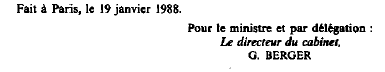 Fait à Paris, le 19 janvier 1988.
Pour le ministre et par délégation :
Le directeur du cabinet,
G. BERGER